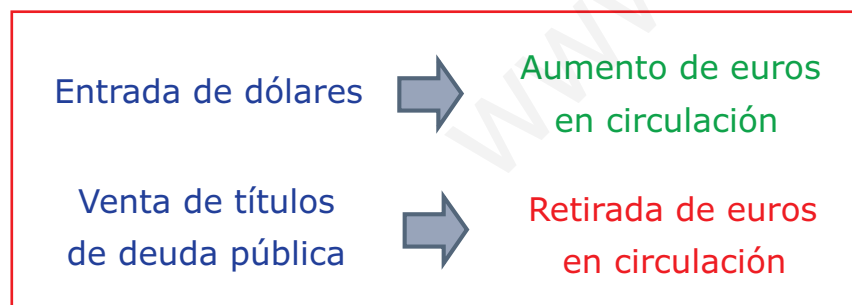 Entrada de dólares
Aumento de euros
en circulación
Venta de títulos
de deuda pública
Retirada de euros
en circulación
www